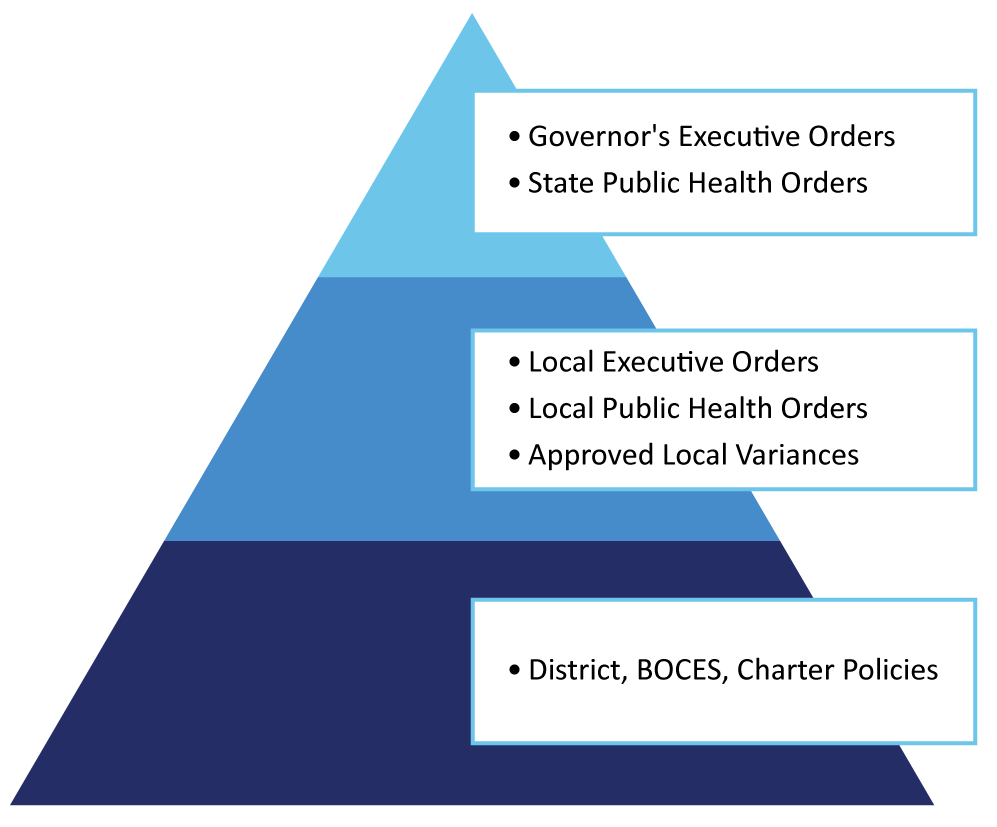 • Governor's Executive Orders
• State Public Health Orders
• Local Executive Orders
• Local Public Health Orders
• Approved Local Variances
• District, BOCES, Charter Policies